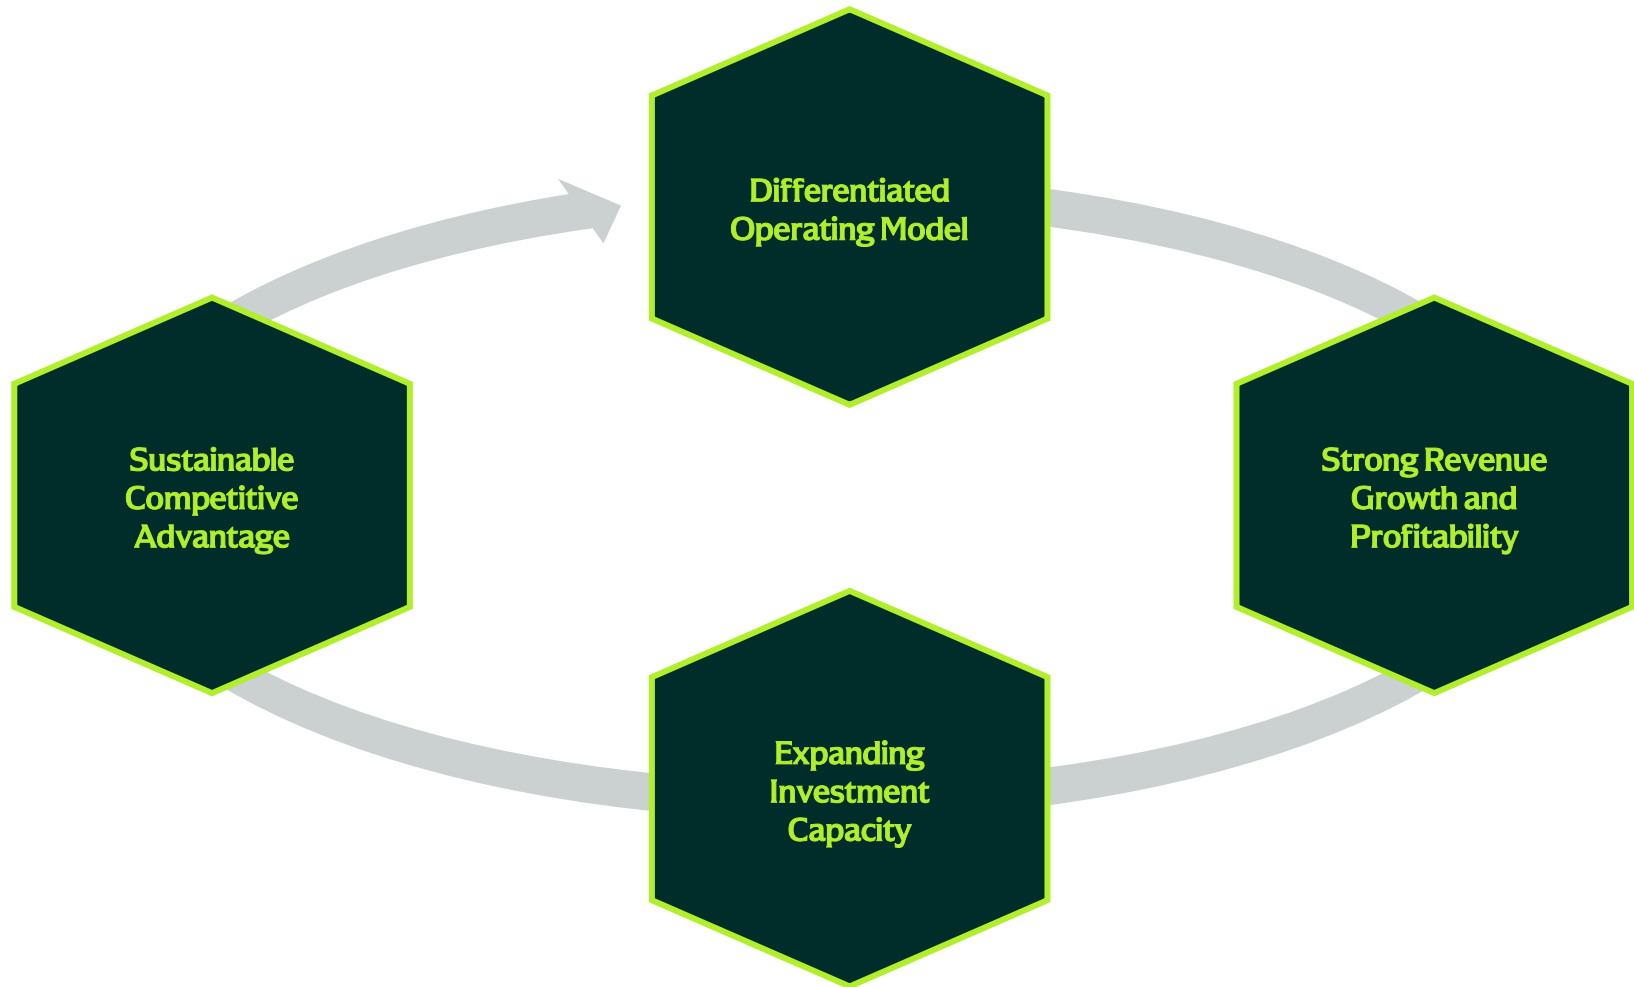 Differentiated
Operating Model
Strong Revenue
Growth and
Profitability
Expanding
Investment
Capacity
Sustainable
Competitive
Advantage